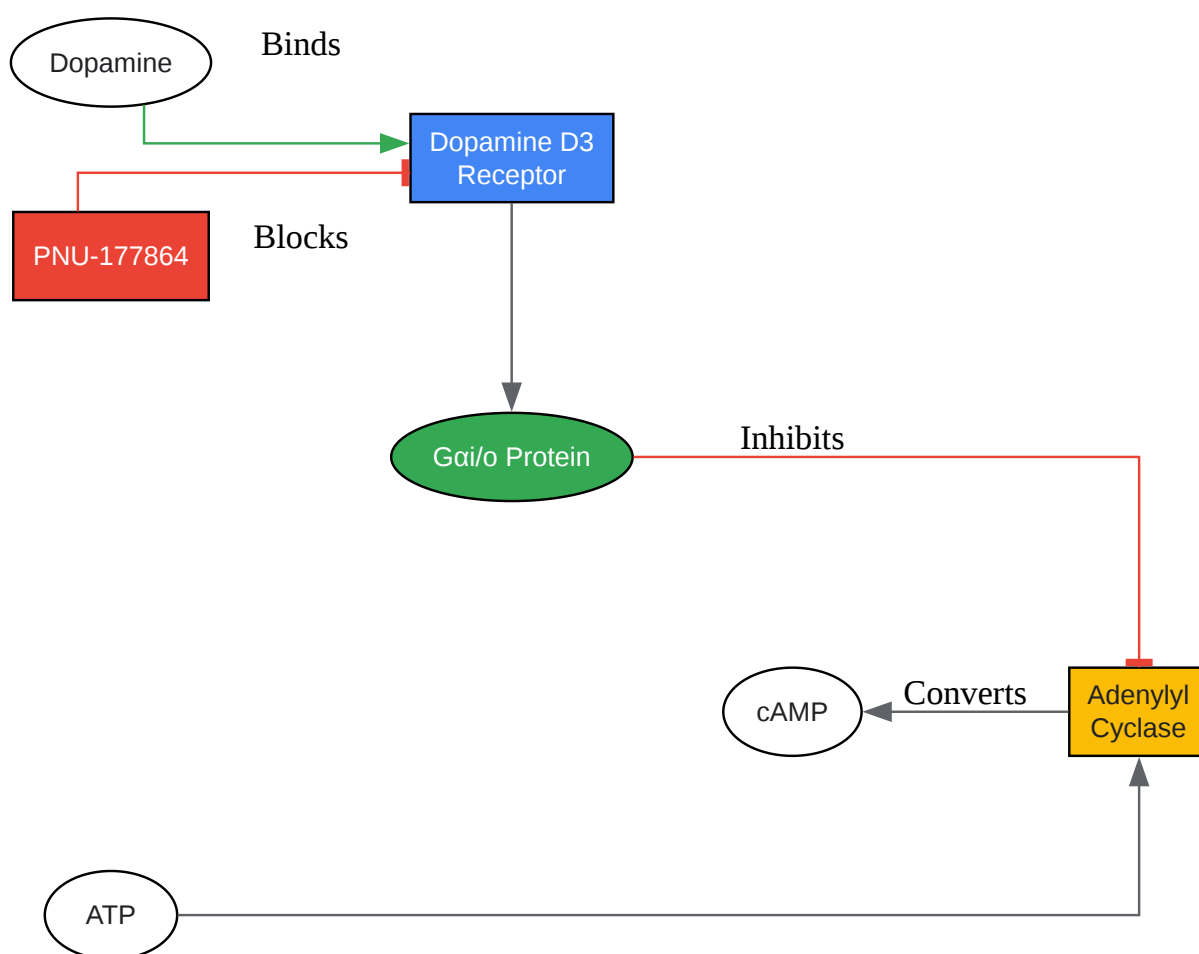 Dopamine
Binds
Dopamine D3
Receptor
PNU-177864
Blocks
Gαi/o Protein
Inhibits
cAMP
Converts
Adenylyl
Cyclase
ATP